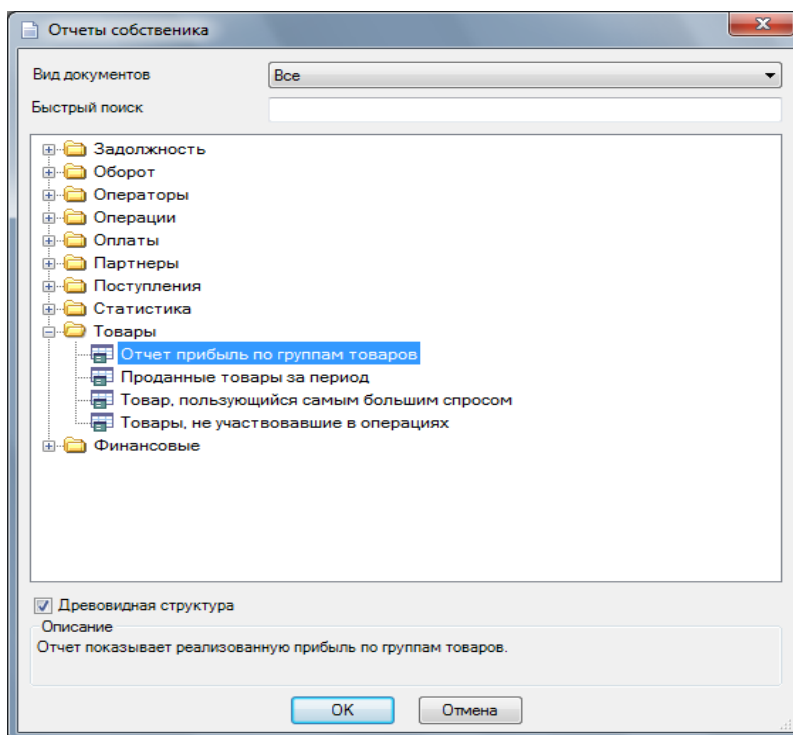 Отчеты собственика
Вид документов
Все
Быстрый поиск
Задолжность
Оборот
Операторы
Операции
Оплаты
Партнеры
Поступления
Статистика
Товары
Отчет прибыль по группам товаров
Проданные товары за период
Товар, пользующийся самым большим спросом
Товары, не участвовавшие в операциях
Финансовые
Древовидная структура
Описание
Отчет показывает реализованную прибыль по группам товаров.
OK Отмена